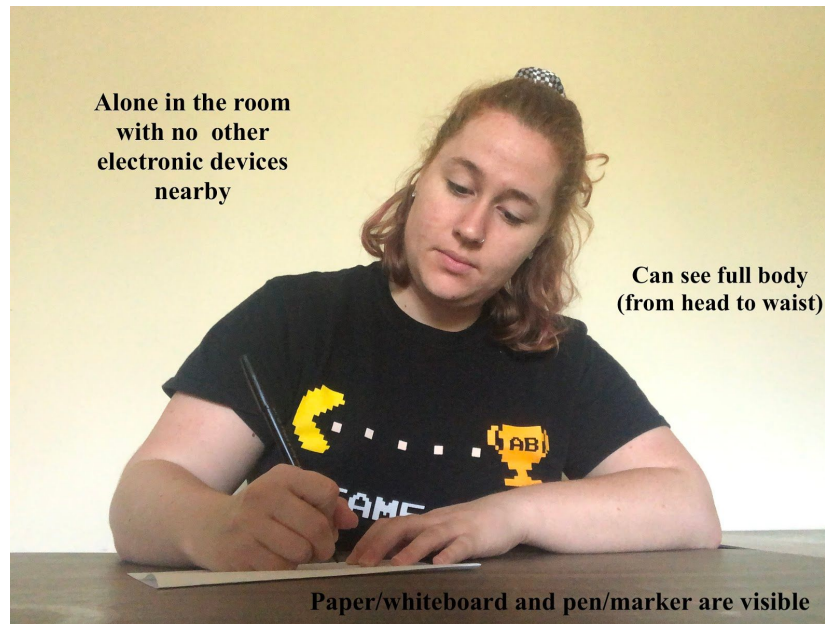 Alone in the room
with no other
electronic devices
nearby
Can see full body
(from head to waist)
AB
GAME
Paper/whiteboard and pen/marker are visible